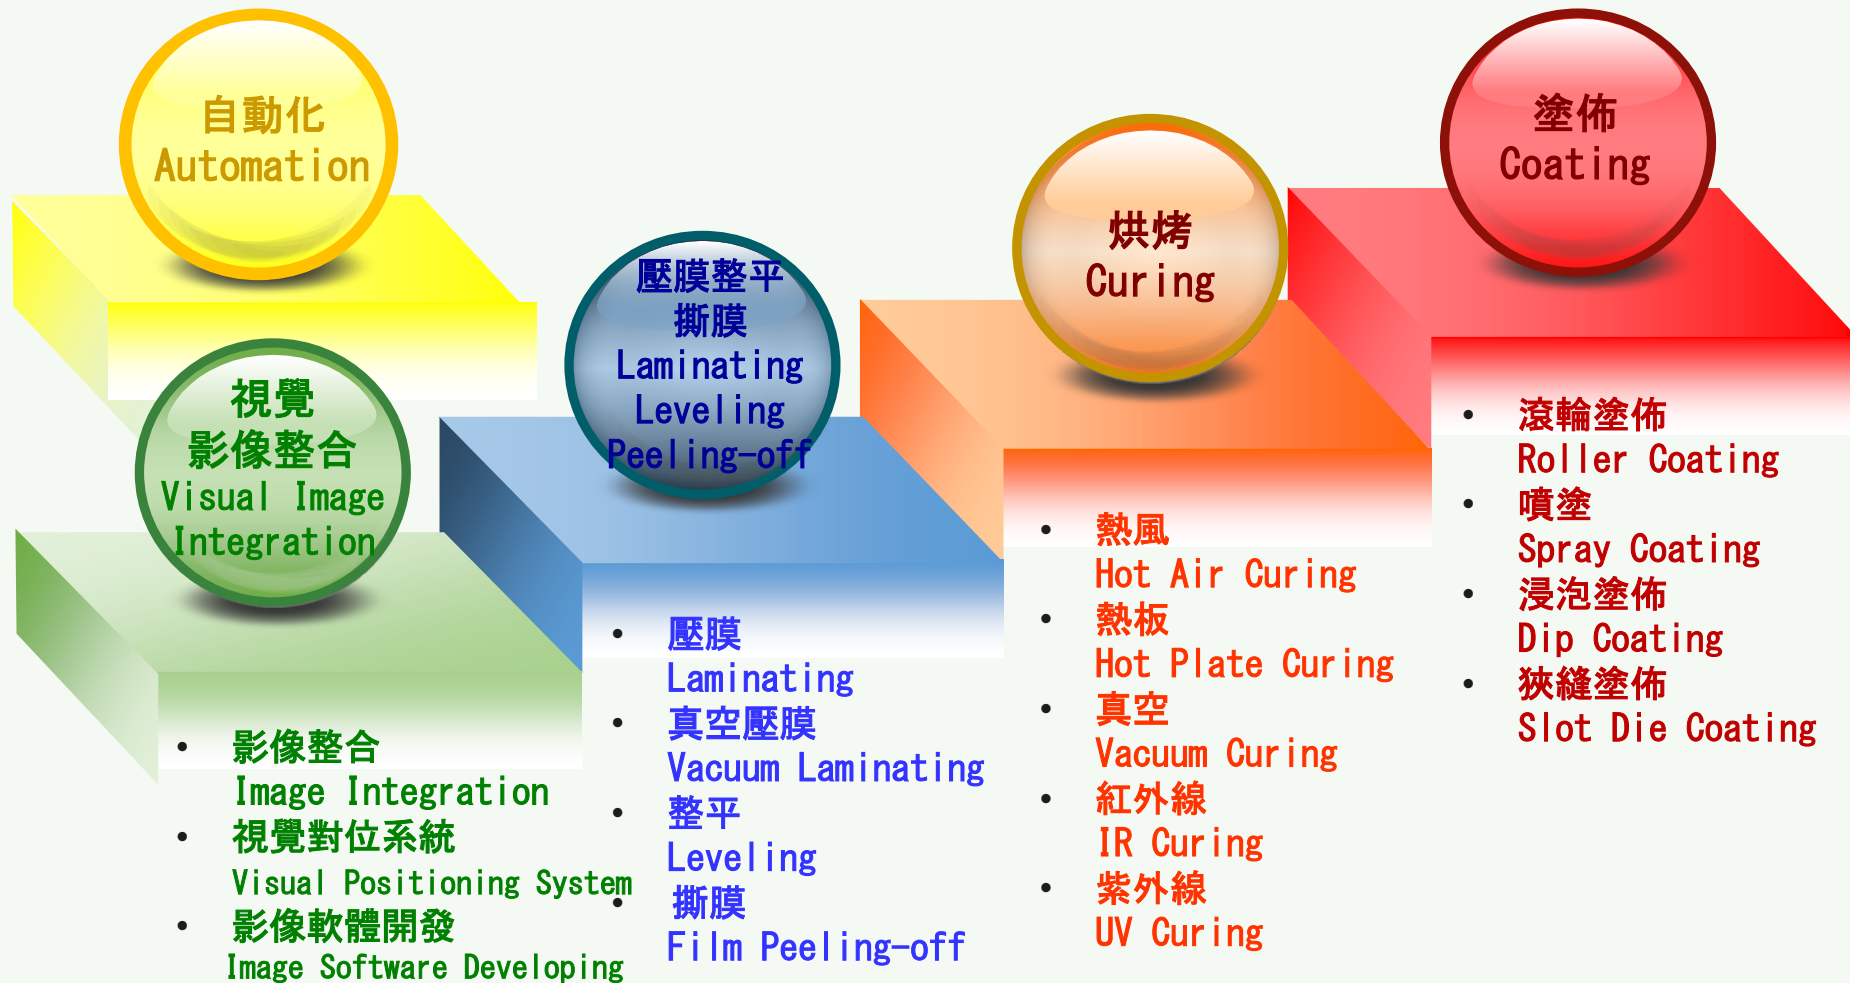 自動化
Automation
視覺
影像整合
Visual Image
Integration
影像整合
Image Integration
視覺對位系統
Visual Positioning System
影像軟體開發
Image Software Developing
壓膜整平
撕膜
Laminating
Leveling
Peeling-off
壓膜
Laminating
真空壓膜
Vacuum Laminating
整平
Leveling
撕膜
Film Peeling-off
烘烤
Curing
熱風
Hot Air Curing
熱板
Hot Plate Curing
真空
Vacuum Curing
紅外線
IR Curing
紫外線
UV Curing
塗佈
Coating
滾輪塗佈
Roller Coating
噴塗
Spray Coating
浸泡塗佈
Dip Coating
狹縫塗佈
Slot Die Coating